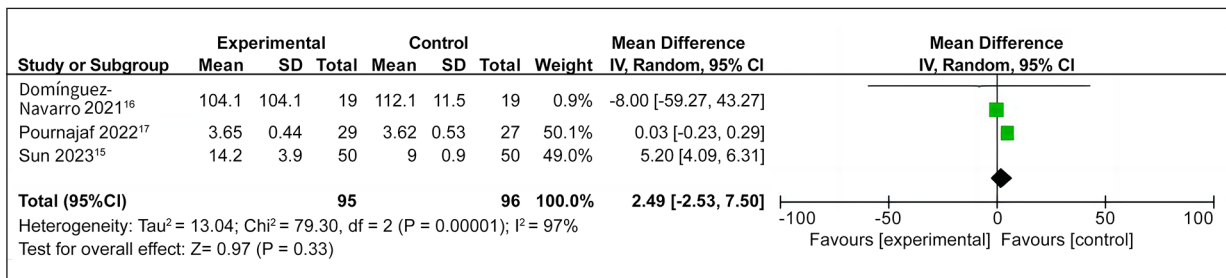 Experimental Control Mean Difference Mean Difference
Study or Subgroup Mean SD Total Mean SD Total Weight IV, Random, 95% CI IV, Random, 95% CI
Domínguez-
Navarro 2021¹⁶ 104.1 104.1 19 112.1 11.5 19 0.9% -8.00 [-59.27, 43.27]
Pournajaf 2022¹⁷ 3.65 0.44 29 3.62 0.53 27 50.1% 0.03 [-0.23, 0.29]
Sun 2023¹⁵ 14.2 3.9 50 9 0.9 50 49.0% 5.20 [4.09, 6.31]
Total (95%CI) 95 96 100.0% 2.49 [-2.53, 7.50]
Heterogeneity: Tau² = 13.04; Chi² = 79.30, df = 2 (P = 0.00001); I² = 97%
Test for overall effect: Z= 0.97 (P = 0.33)
-100 -50 0 50 100
Favours [experimental] Favours [control]